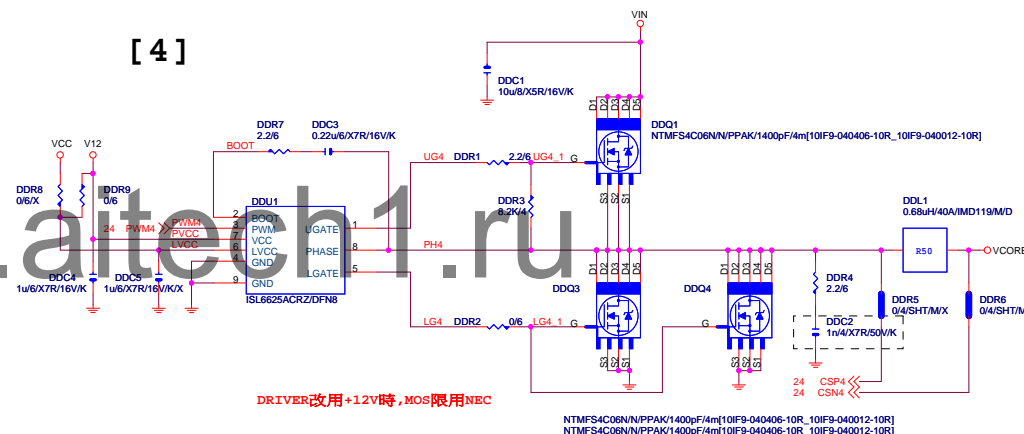 [4]
VIN
DDC1
10u/8/X5R/16V/K
D1 D2 D3 D4 D5
DDQ1
NTMFS4C06N/N/PPAK/1400pF/4m[10IF9-040406-10R_10IF9-040012-10R]
G
S3 S2 S1
DDR7
2.2/6
DDC3
0.22u/6/X7R/16V/K
BOOT
VCC V12
DDR8
0/6/X
DDR9
0/6
UG4 DDR1 2.2/6 UG4_1
DDR3
8.2K/4
DDU1
24 PWM4 PWM4
PVCC
LVCC
2 BOOT
3 PWM
7 VCC
6 LVCC
4 GND
9 GND
UGATE 1
PHASE 8
LGATE 5
ISL6625ACRZ/DFN8
DDC4
1u/6/X7R/16V/K
DDC5
1u/6/X7R/16V/K/X
PH4
DDL1
0.68uH/40A/IMD119/M/D
R50
VCORE
D1 D2 D3 D4 D5
DDQ3
G
S3 S2 S1
D1 D2 D3 D4 D5
DDQ4
G
S3 S2 S1
LG4 DDR2 0/6 LG4_1
DDR4
2.2/6
DDC2
1n/4/X7R/50V/K
DDR5
0/4/SHT/M/X
DDR6
0/4/SHT/M
24 CSP4
24 CSN4
DRIVER改用+12V時,MOS限用NEC
NTMFS4C06N/N/PPAK/1400pF/4m[10IF9-040406-10R_10IF9-040012-10R]
NTMFS4C06N/N/PPAK/1400pF/4m[10IF9-040406-10R_10IF9-040012-10R]
.aitech1.ru